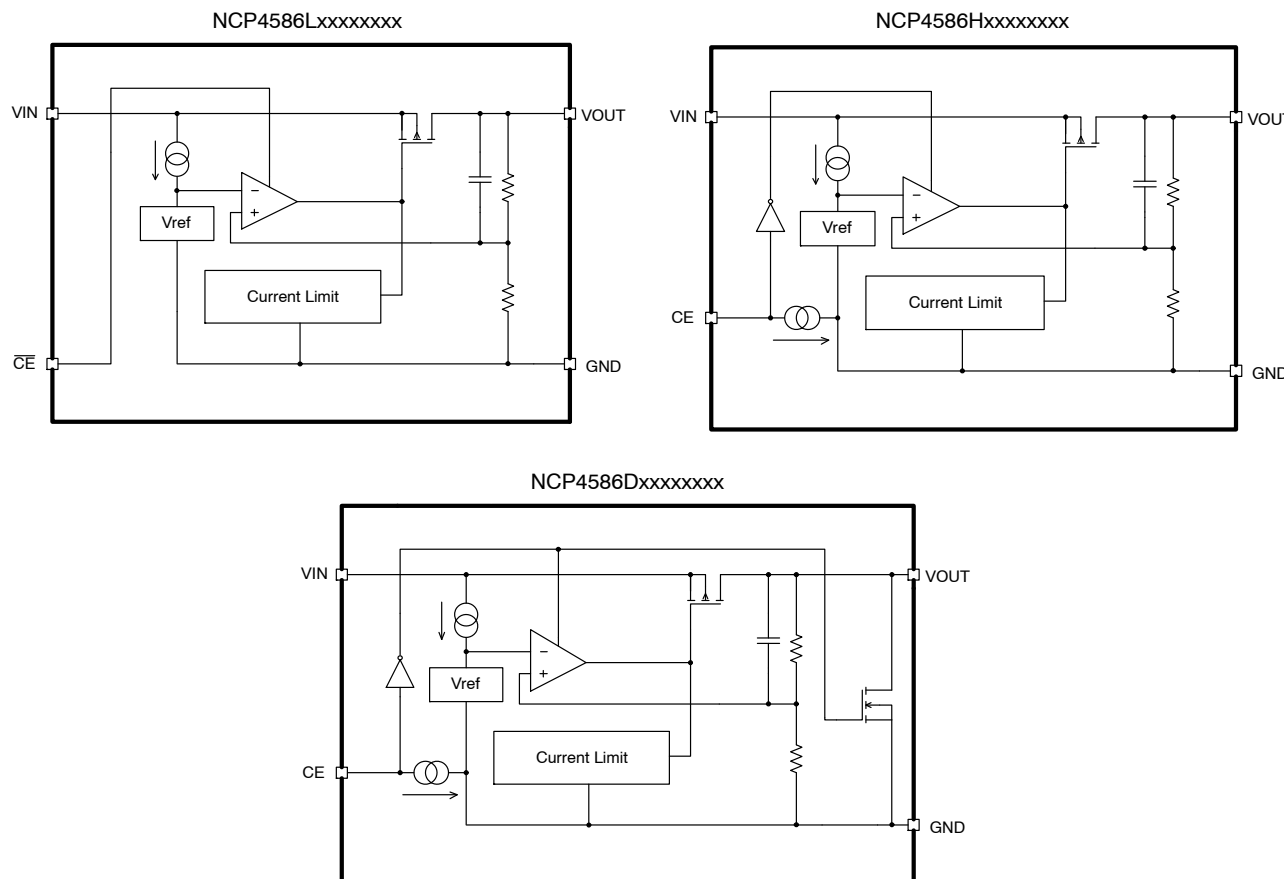 NCP4586Lxxxxxxxx
VIN
VOUT
−
+
Vref
Current Limit
C̅E̅
GND
NCP4586Hxxxxxxxx
VIN
VOUT
−
+
Vref
Current Limit
CE
GND
NCP4586Dxxxxxxxx
VIN
VOUT
−
+
Vref
Current Limit
CE
GND